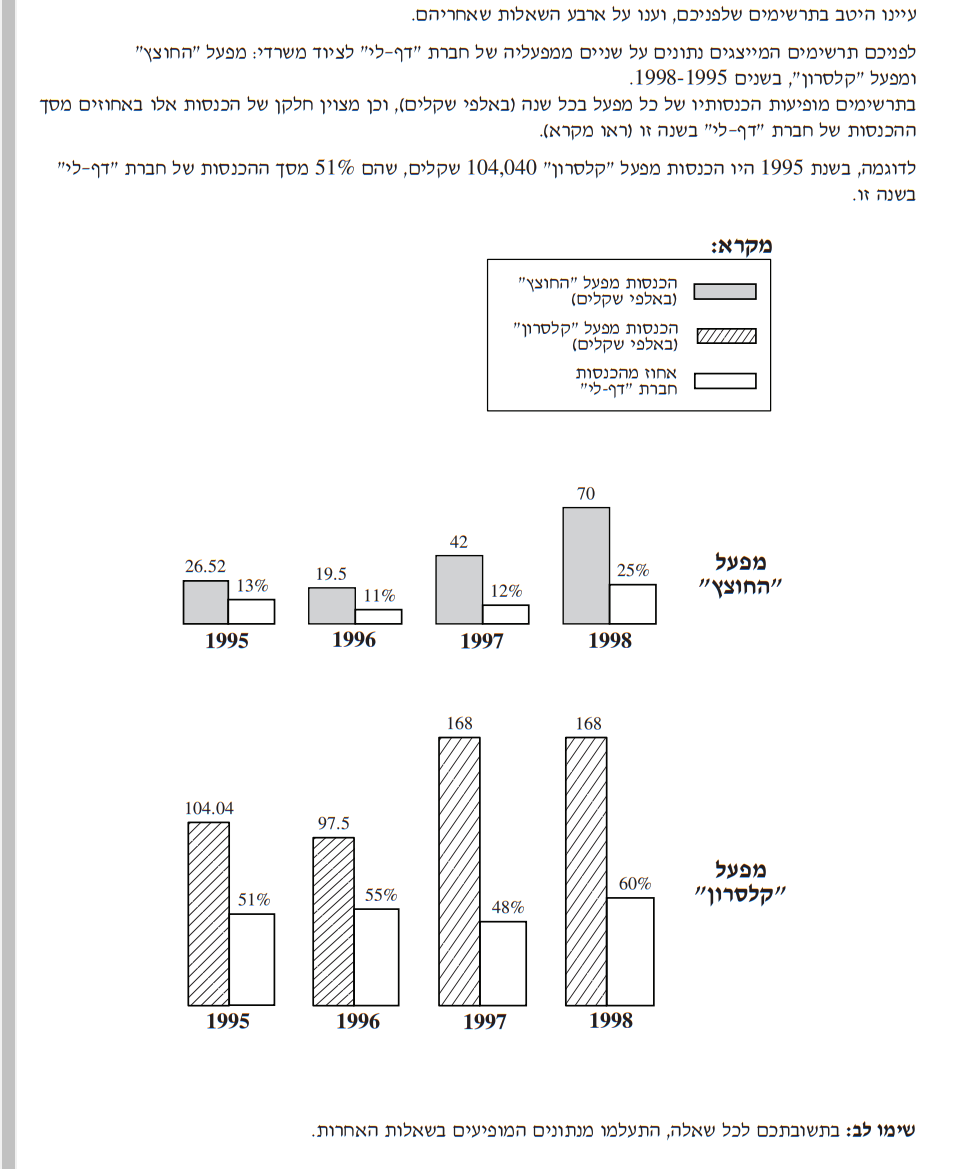 עיינו היטב בתרשימים שלפניכם, וענו על ארבע השאלות שאחריהם.
לפניכם תרשימים המייצגים נתונים על שניים ממפעליה של חברת "דף-לי" לציוד משרדי: מפעל "החוצץ"
ומפעל "קלסרון", בשנים 1998-1995.
בתרשימים מופיעות הכנסותיו של כל מפעל בכל שנה (באלפי שקלים), וכן מצוין חלקן של הכנסות אלו באחוזים מסך
ההכנסות של חברת "דף-לי" בשנה זו (ראו מקרא).
לדוגמה, בשנת 1995 היו הכנסות מפעל "קלסרון" 104,040 שקלים, שהם 51% מסך ההכנסות של חברת "דף-לי"
בשנה זו.
מקרא:
הכנסות מפעל "החוצץ"
(באלפי שקלים)
הכנסות מפעל "קלסרון"
(באלפי שקלים)
אחוז מהכנסות
חברת "דף-לי"
70
42
26.52
19.5
25%
13%
11%
12%
מפעל
"החוצץ"
1995 1996 1997 1998
168 168
104.04
97.5
51%
55%
48%
60%
מפעל
"קלסרון"
1995 1996 1997 1998
שימו לב: בתשובתכם לכל שאלה, התעלמו מנתונים המופיעים בשאלות האחרות.